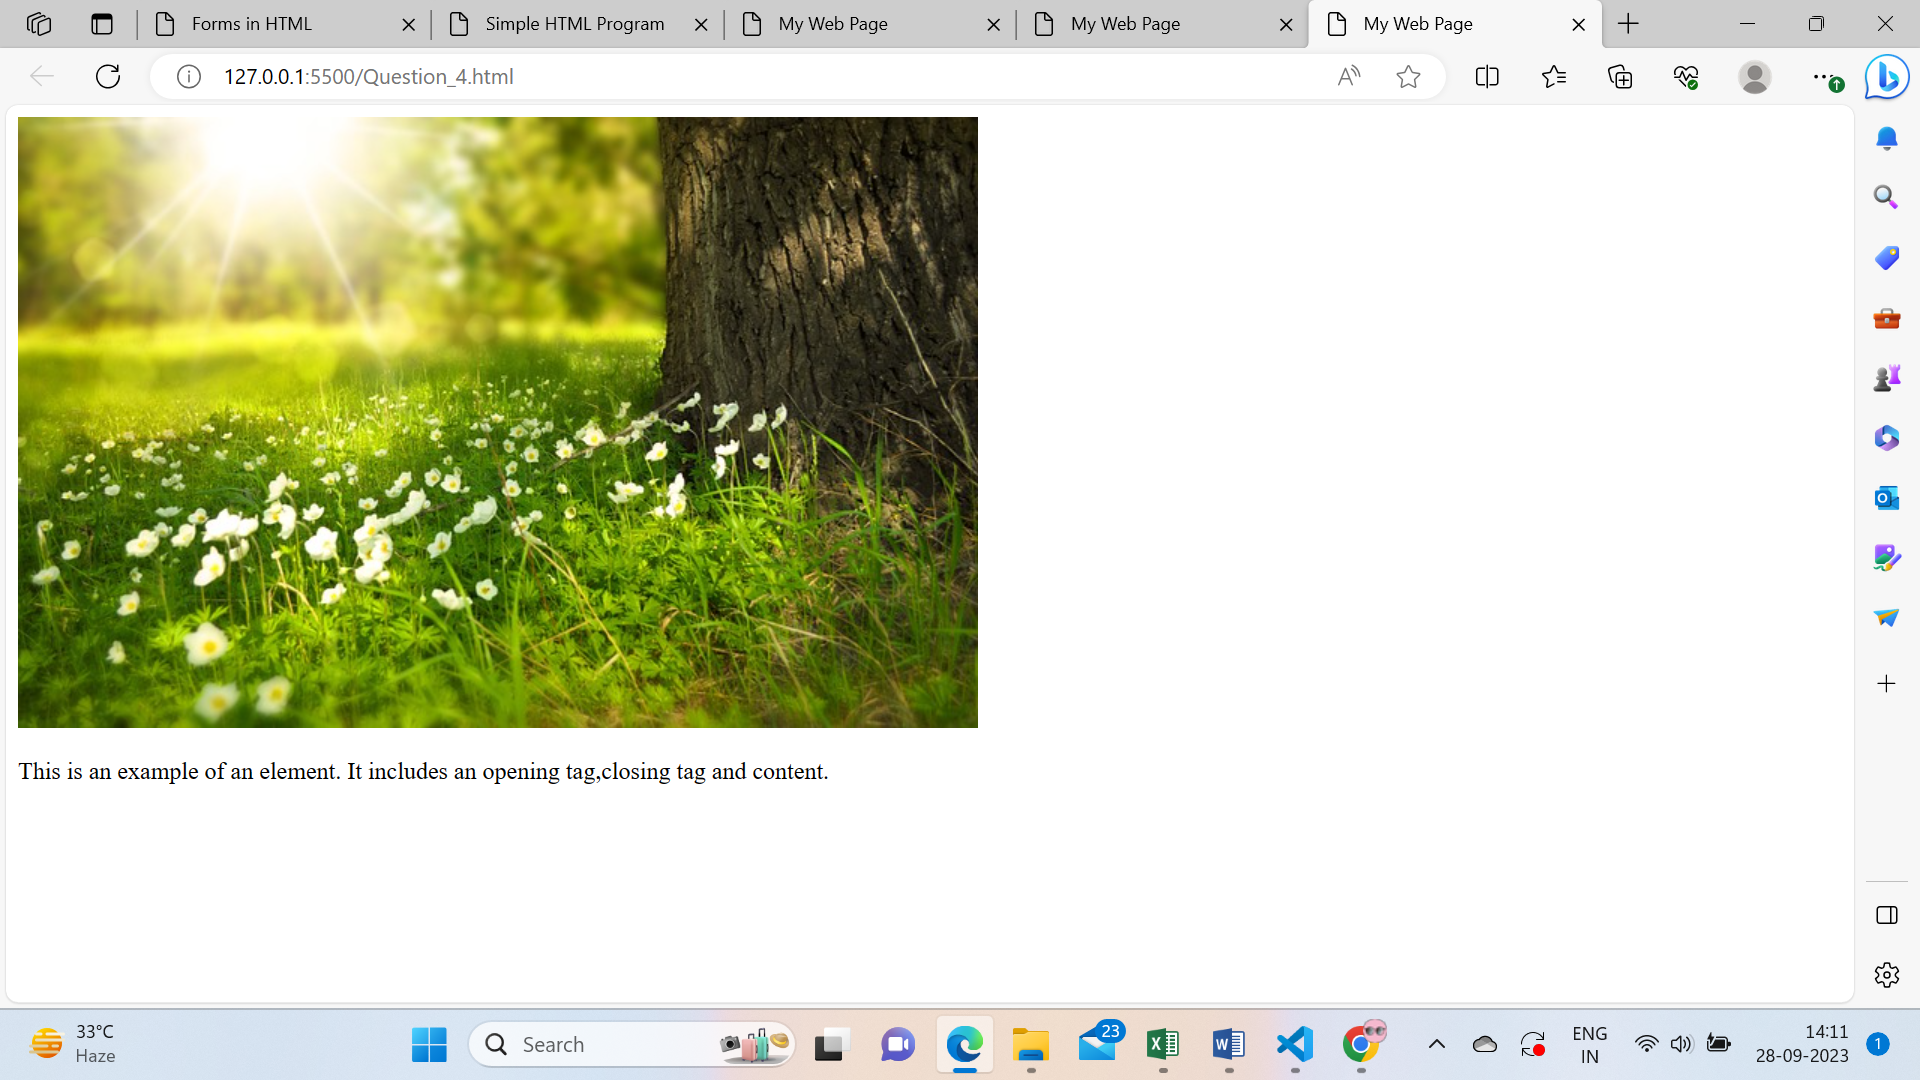 Forms in HTML
Simple HTML Program
My Web Page
My Web Page
My Web Page
127.0.0.1:5500/Question_4.html
This is an example of an element. It includes an opening tag,closing tag and content.
33°C
Haze
Search
23
ENG
IN
14:11
28-09-2023
1